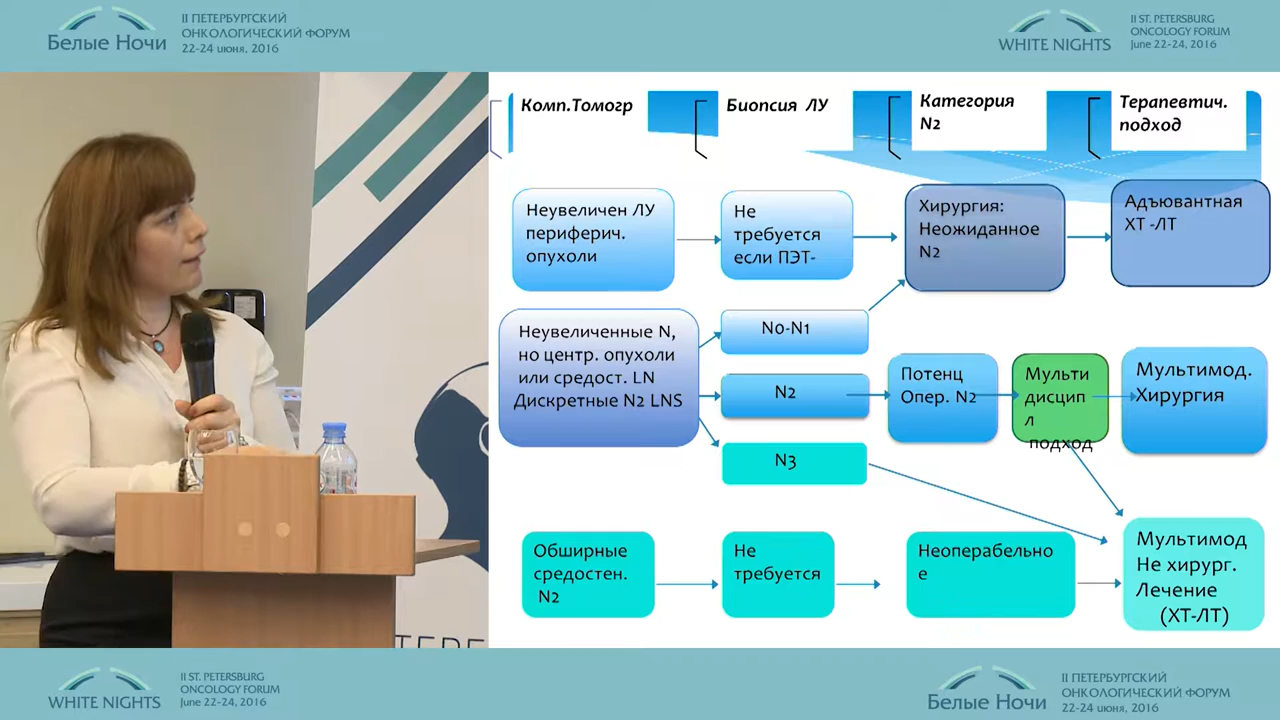 Белые Ночи
II ПЕТЕРБУРГСКИЙ
ОНКОЛОГИЧЕСКИЙ ФОРУМ
22-24 июня, 2016
WHITE NIGHTS
II ST. PETERSBURG
ONCOLOGY FORUM
June 22-24, 2016
Комп.Томогр
Биопсия ЛУ
Категория
N2
Терапевтич.
подход
Неувеличен ЛУ
периферич.
опухоли
Не
требуется
если ПЭТ-
Хирургия:
Неожиданное
N2
Адъювантная
ХТ -ЛТ
Неувеличенные N,
но центр. опухоли
или средост. LN
Дискретные N2 LNS
N0-N1
N2
N3
Потенц
Опер. N2
Мульти
дисцип
л
подход
Мультимод.
Хирургия
Обширные
средостен.
N2
Не
требуется
Неоперабельно
е
Мультимод
Не хирург.
Лечение
(ХТ-ЛТ)
WHITE NIGHTS
II ST. PETERSBURG
ONCOLOGY FORUM
June 22-24, 2016
Белые Ночи
II ПЕТЕРБУРГСКИЙ
ОНКОЛОГИЧЕСКИЙ ФОРУМ
22-24 июня, 2016